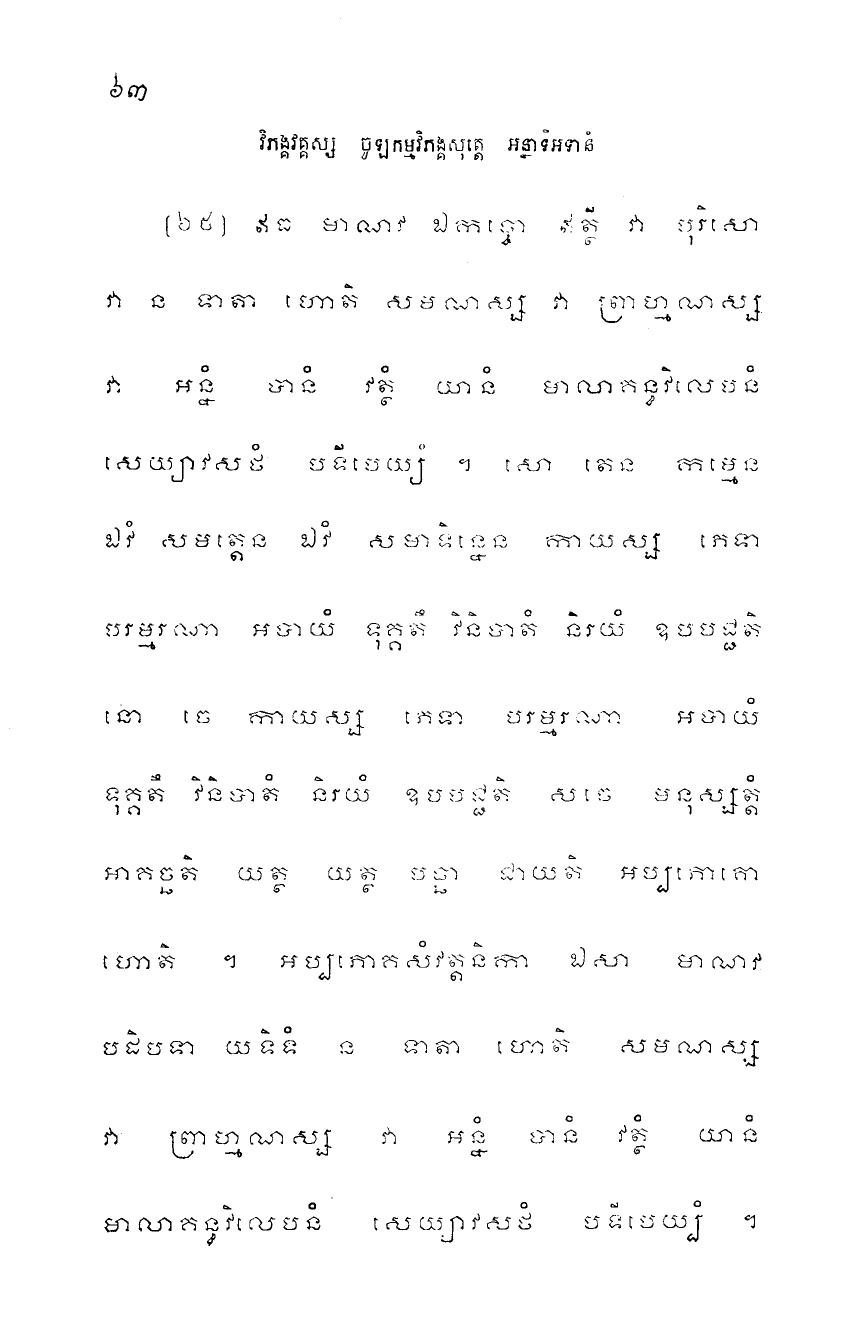 ៦៣
វិភង្គវគ្គស្ស ចូឡកម្មវិភង្គសុត្តេ អន្នាទីអទានំ
[៦៥] ឥធ មាណវ ឯកច្ចោ ឥត្ថី វា បុរិសោ
វា ន ទាតា ហោតិ សមណស្ស វា ព្រាហ្មណស្ស
វា អន្នំ បានំ វត្ថំ យានំ មាលាគន្ធវិលេបនំ
សេយ្យាវសថំ បទីបេយ្យំ ។ សោ តេន កម្មេន
ឯវំ សមត្តេន ឯវំ សមាទិន្នេន កាយស្ស ភេទា
បរម្មរណា អបាយំ ទុគ្គតឹ វិនិបាតំ និរយំ ឧបបជ្ជតិ
នោ ចេ កាយស្ស ភេទា បរម្មរណា អបាយំ
ទុគ្គតឹ វិនិបាតំ និរយំ ឧបបជ្ជតិ សចេ មនុស្សត្តំ
អាគច្ឆតិ យត្ថ យត្ថ បច្ឆា ជាយតិ អប្បភោគោ
ហោតិ ។ អប្បភោគសំវត្តនិកា ឯសា មាណវ
បដិបទា យទិទំ ន ទាតា ហោតិ សមណស្ស
វា ព្រាហ្មណស្ស វា អន្នំ បានំ វត្ថំ យានំ
មាលាគន្ធវិលេបនំ សេយ្យាវសថំ បទីបេយ្យំ ។